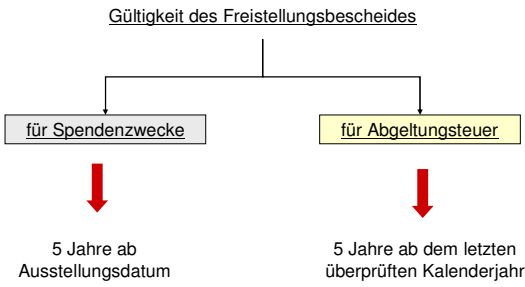 Gültigkeit des Freistellungsbescheides
für Spendenzwecke
für Abgeltungsteuer
5 Jahre ab
Ausstellungsdatum
5 Jahre ab dem letzten
überprüften Kalenderjahr